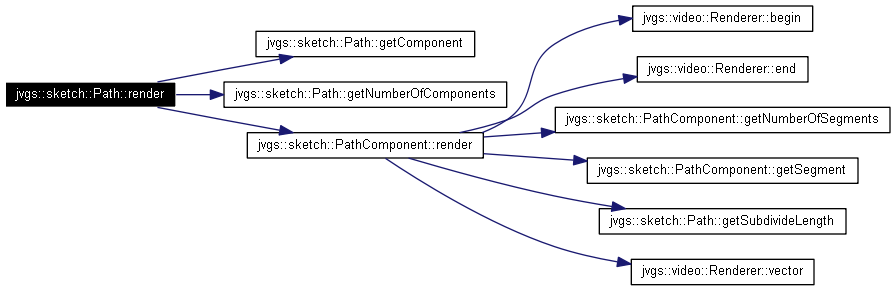 jvgs::video::Renderer::begin
jvgs::sketch::Path::getComponent
jvgs::video::Renderer::end
jvgs::sketch::Path::render
jvgs::sketch::Path::getNumberOfComponents
jvgs::sketch::PathComponent::getNumberOfSegments
jvgs::sketch::PathComponent::render
jvgs::sketch::PathComponent::getSegment
jvgs::sketch::Path::getSubdivideLength
jvgs::video::Renderer::vector